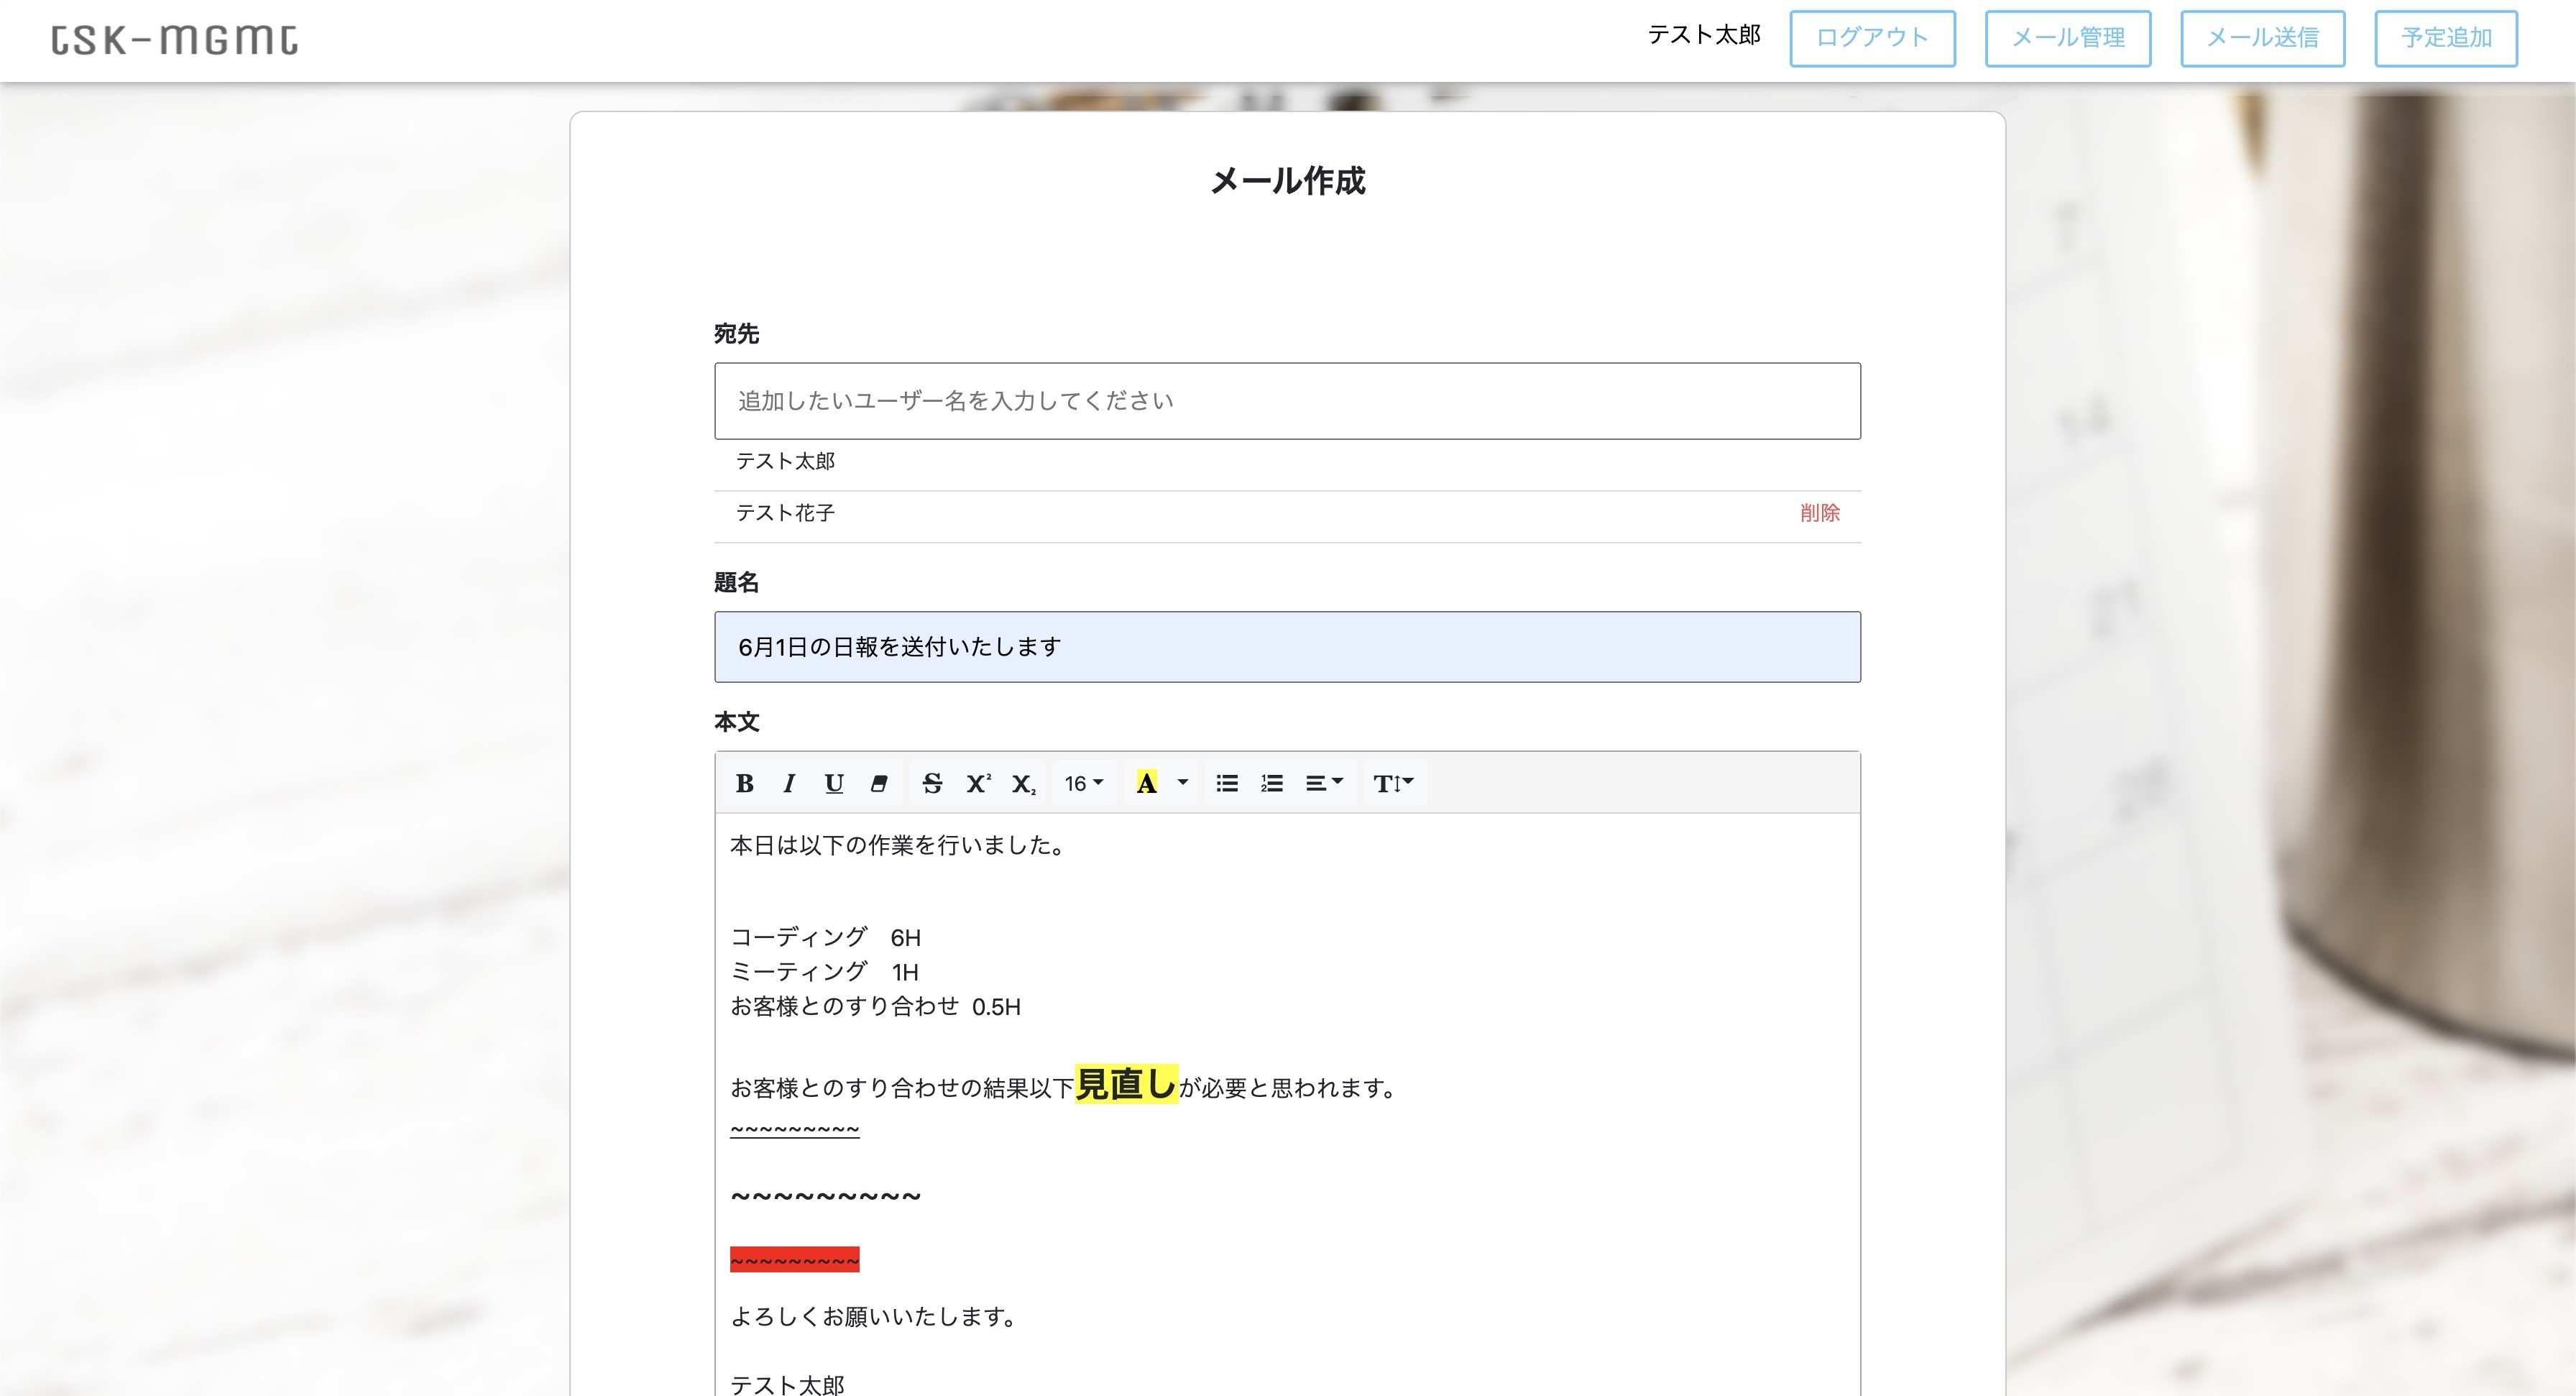 tSK-mGmt
テスト太郎 ログアウト メール管理 メール送信 予定追加
メール作成
宛先
追加したいユーザー名を入力してください
テスト太郎
テスト花子 削除
題名
6月1日の日報を送付いたします
本文
B I U S X² X₂ 16 A T
本日は以下の作業を行いました。
コーディング　6H
ミーティング　1H
お客様とのすり合わせ 0.5H
お客様とのすり合わせの結果以下見直しが必要と思われます。
~~~~~~~~~
~~~~~~~~~
~~~~~~~~~
よろしくお願いいたします。
テスト太郎
7
14
21
28